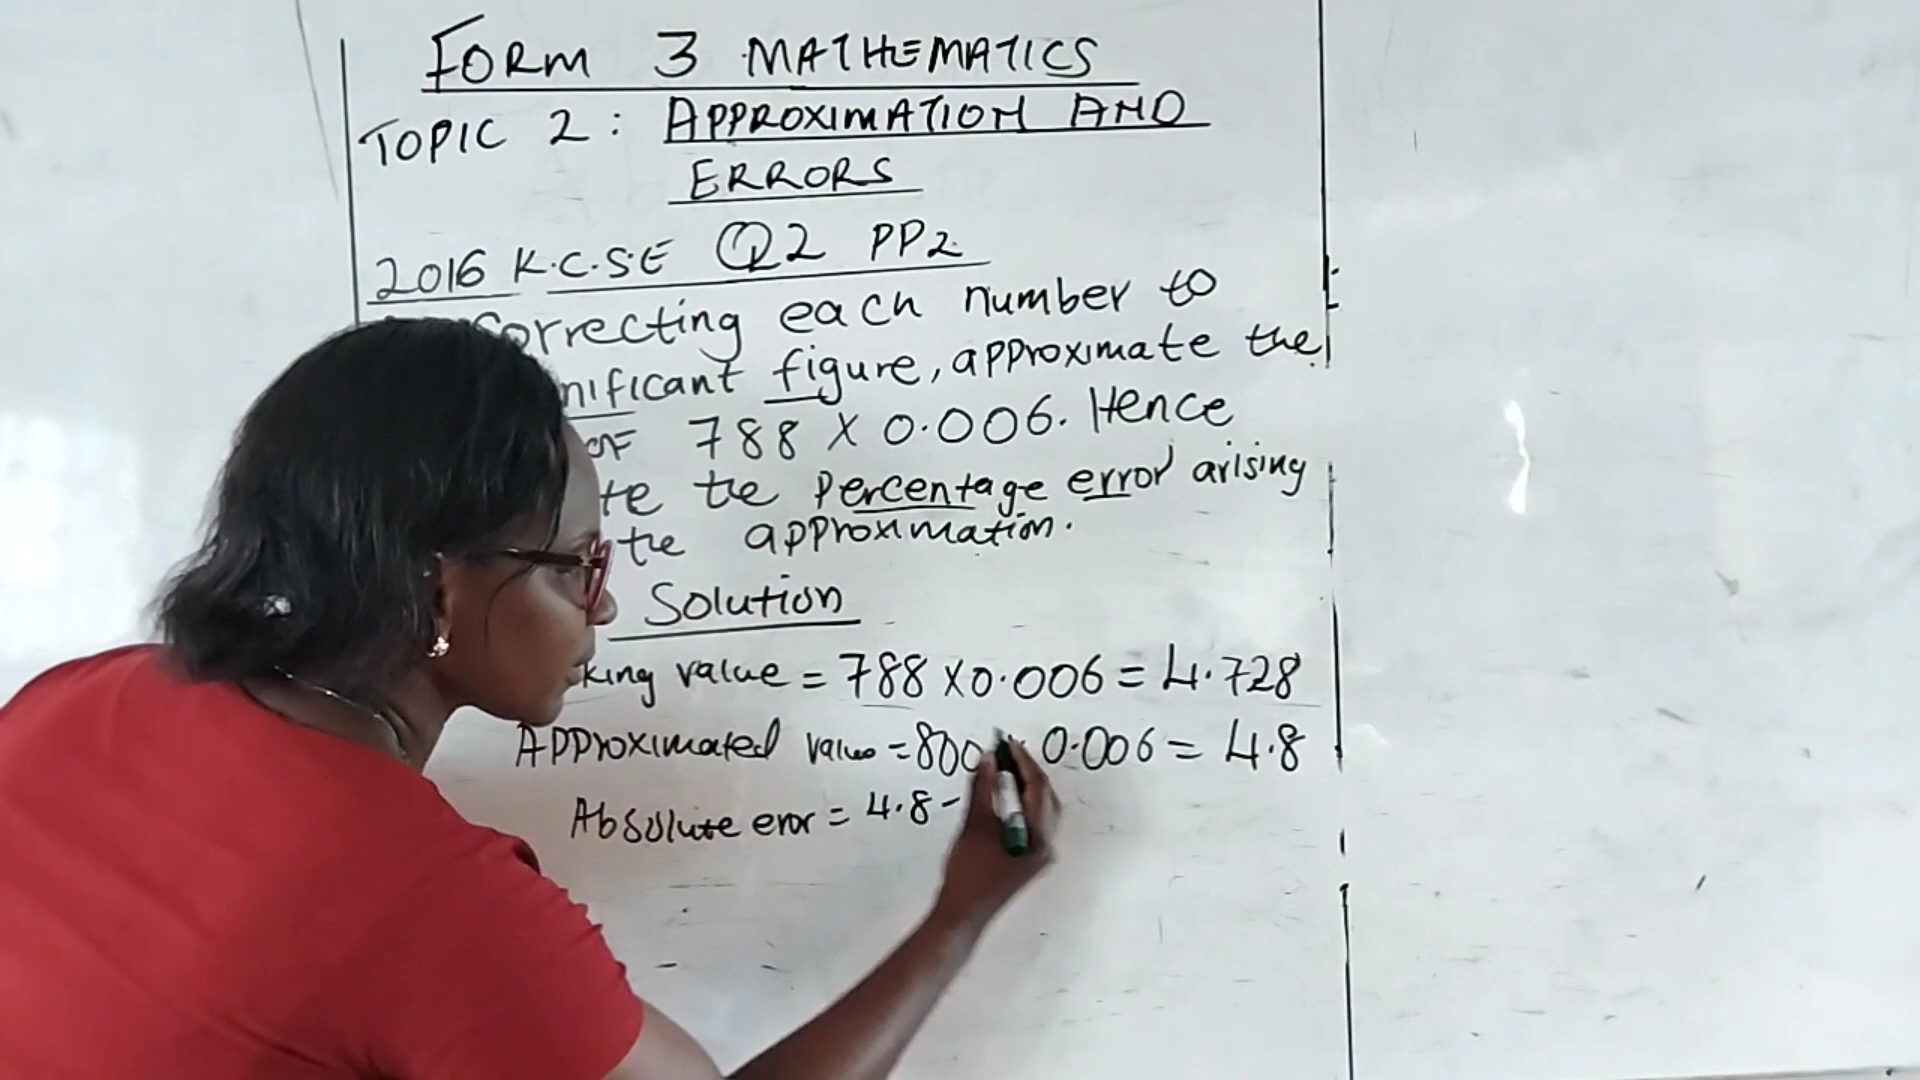 FORM 3 MATHEMATICS
TOPIC 2: APPROXIMATION AND
ERRORS
2016 K.C.S.E Q2 PP2.
correcting each number to
nificant figure, approximate the
OF 788 X 0.006. Hence
te the percentage error arising
the approximation.
Solution
king value = 788 X 0.006 = 4.728
Approximated value = 800 x 0.006 = 4.8
Absolute error = 4.8 -